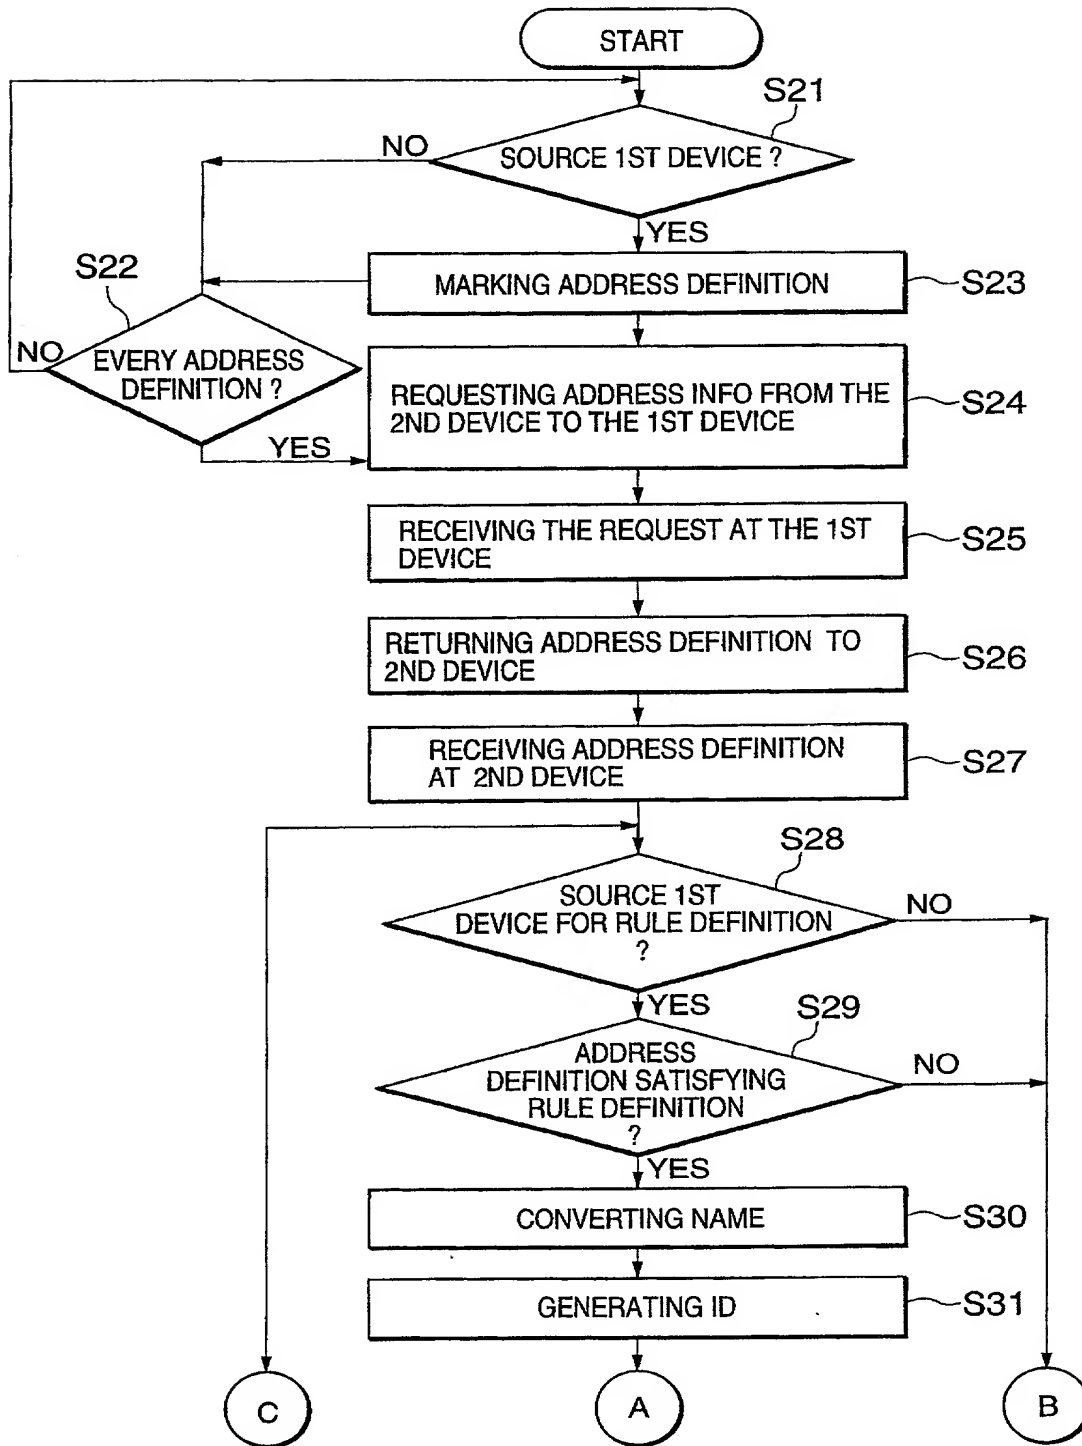 START
S21
NO
SOURCE 1ST DEVICE ?
YES
S22
MARKING ADDRESS DEFINITION
S23
NO
EVERY ADDRESS
DEFINITION ?
REQUESTING ADDRESS INFO FROM THE
2ND DEVICE TO THE 1ST DEVICE
S24
YES
RECEIVING THE REQUEST AT THE 1ST
DEVICE
S25
RETURNING ADDRESS DEFINITION TO
2ND DEVICE
S26
RECEIVING ADDRESS DEFINITION
AT 2ND DEVICE
S27
S28
SOURCE 1ST
DEVICE FOR RULE DEFINITION
?
NO
YES
S29
ADDRESS
DEFINITION SATISFYING
RULE DEFINITION
?
NO
YES
CONVERTING NAME
S30
GENERATING ID
S31
C
A
B